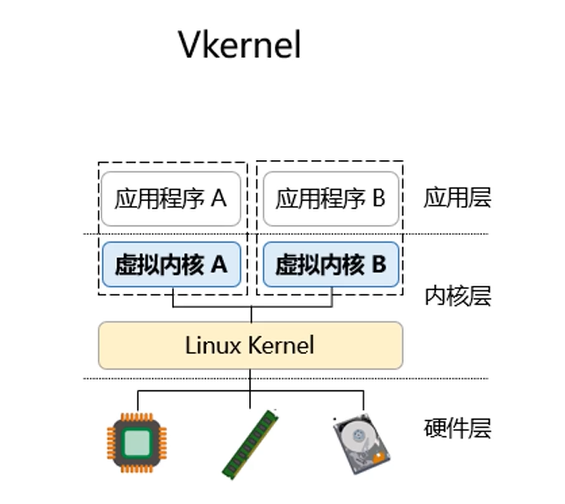 Vkernel
应用程序 A
应用程序 B
应用层
虚拟内核 A
虚拟内核 B
内核层
Linux Kernel
硬件层